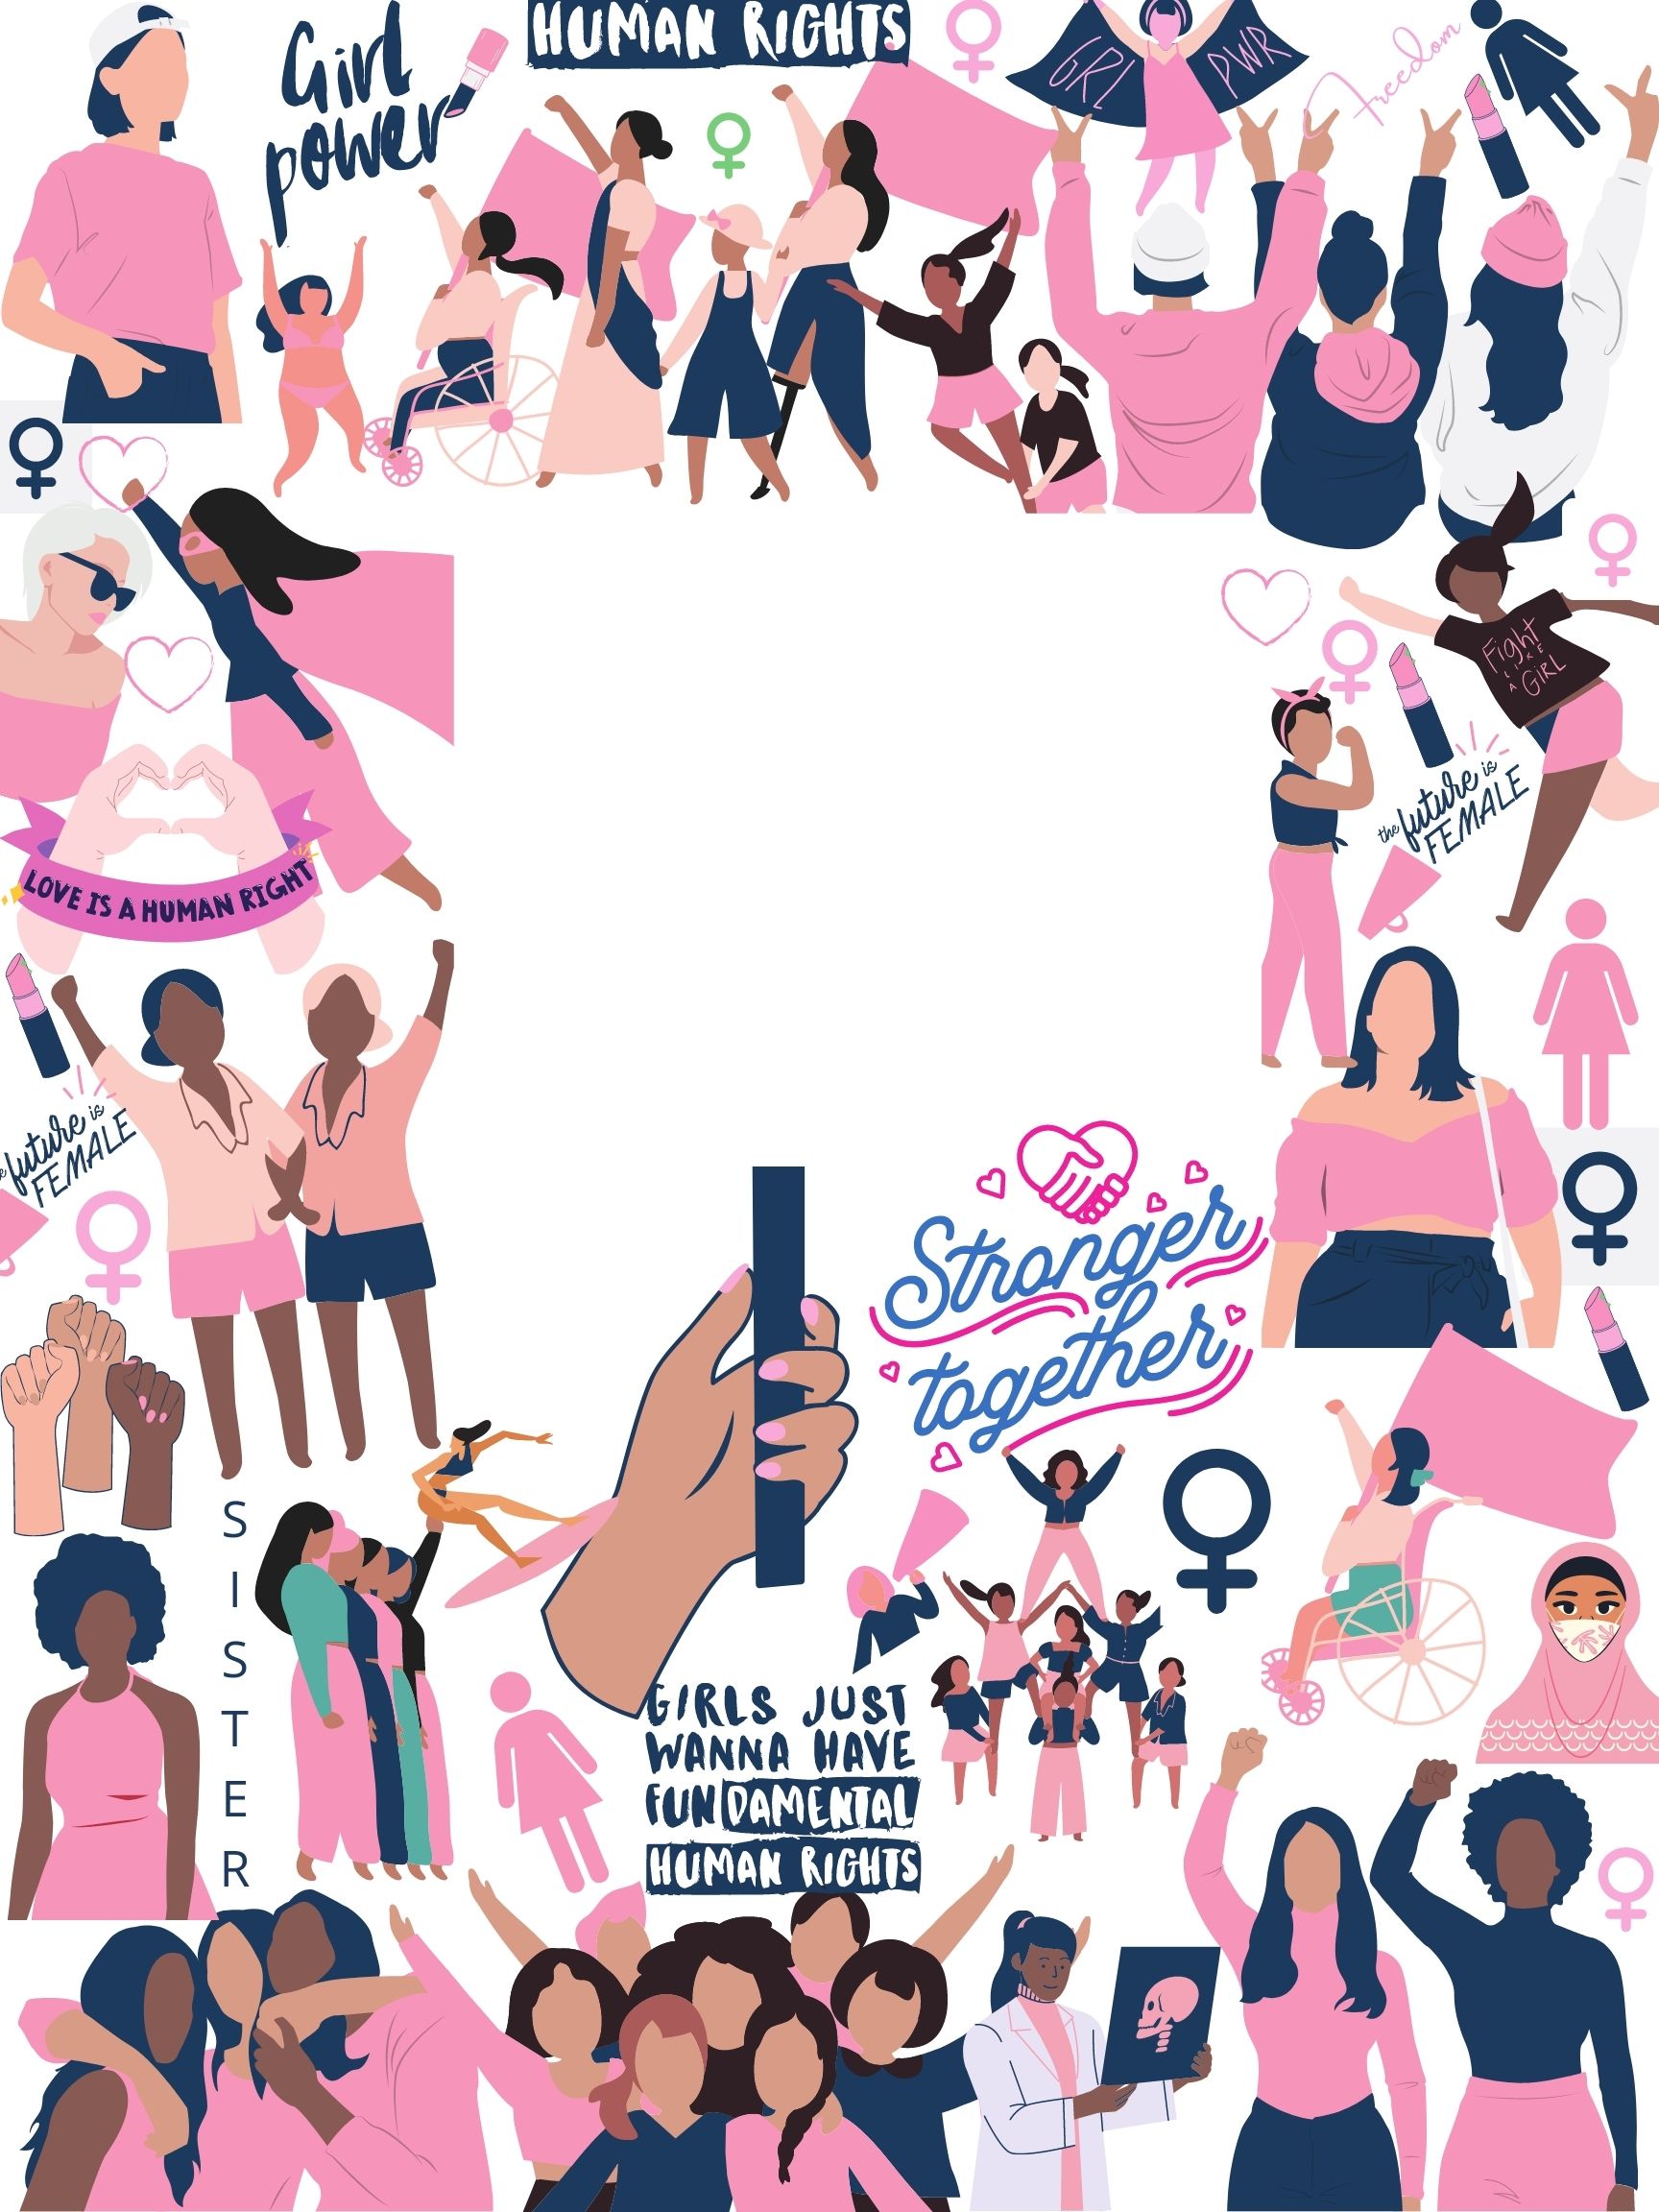 Girl
power
HUMAN RIGHTS
GRL PWR
Freedom
Fight
LIKE
A GIRL
the future is
FEMALE
LOVE IS A HUMAN RIGHT
future is
FEMALE
Stronger
together
SISTER
GIRLS JUST
WANNA HAVE
FUNDAMENTAL
HUMAN RIGHTS